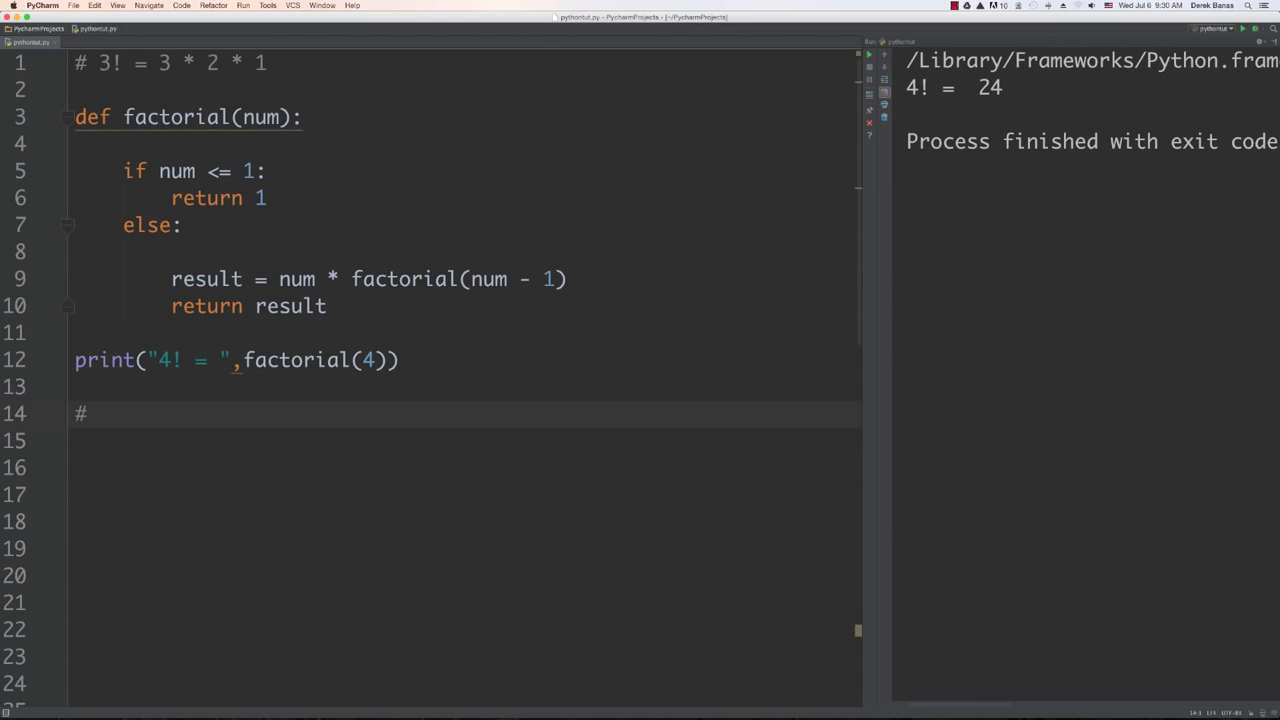 PyCharm File Edit View Navigate Code Refactor Run Tools VCS Window Help 10 Wed Jul 6 9:30 AM Derek Banas
pythontut.py - PycharmProjects - [~/PycharmProjects]
PycharmProjects pythontut.py pythontut
pythontut.py Run: pythontut
1 # 3! = 3 * 2 * 1
2
3 def factorial(num):
4
5 if num <= 1:
6 return 1
7 else:
8
9 result = num * factorial(num - 1)
10 return result
11
12 print("4! = ",factorial(4))
13
14 #
15
16
17
18
19
20
21
22
23
24
/Library/Frameworks/Python.fram
4! =  24
Process finished with exit code
14:3 LF≠ UTF-8≠